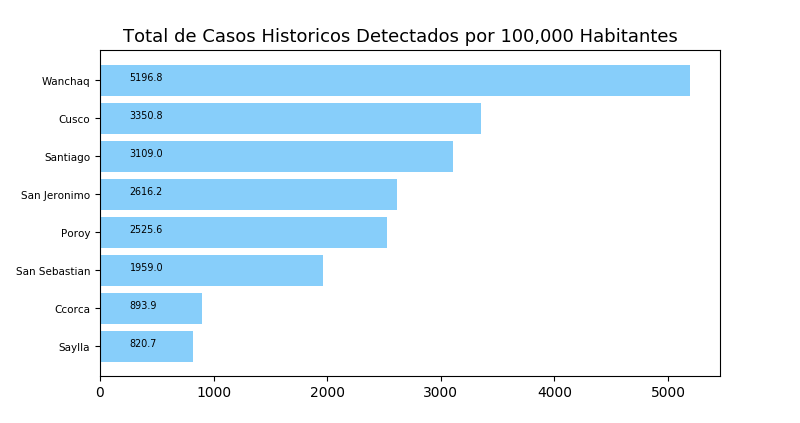 Total de Casos Historicos Detectados por 100,000 Habitantes
Wanchaq 5196.8
Cusco 3350.8
Santiago 3109.0
San Jeronimo 2616.2
Poroy 2525.6
San Sebastian 1959.0
Ccorca 893.9
Saylla 820.7
0 1000 2000 3000 4000 5000